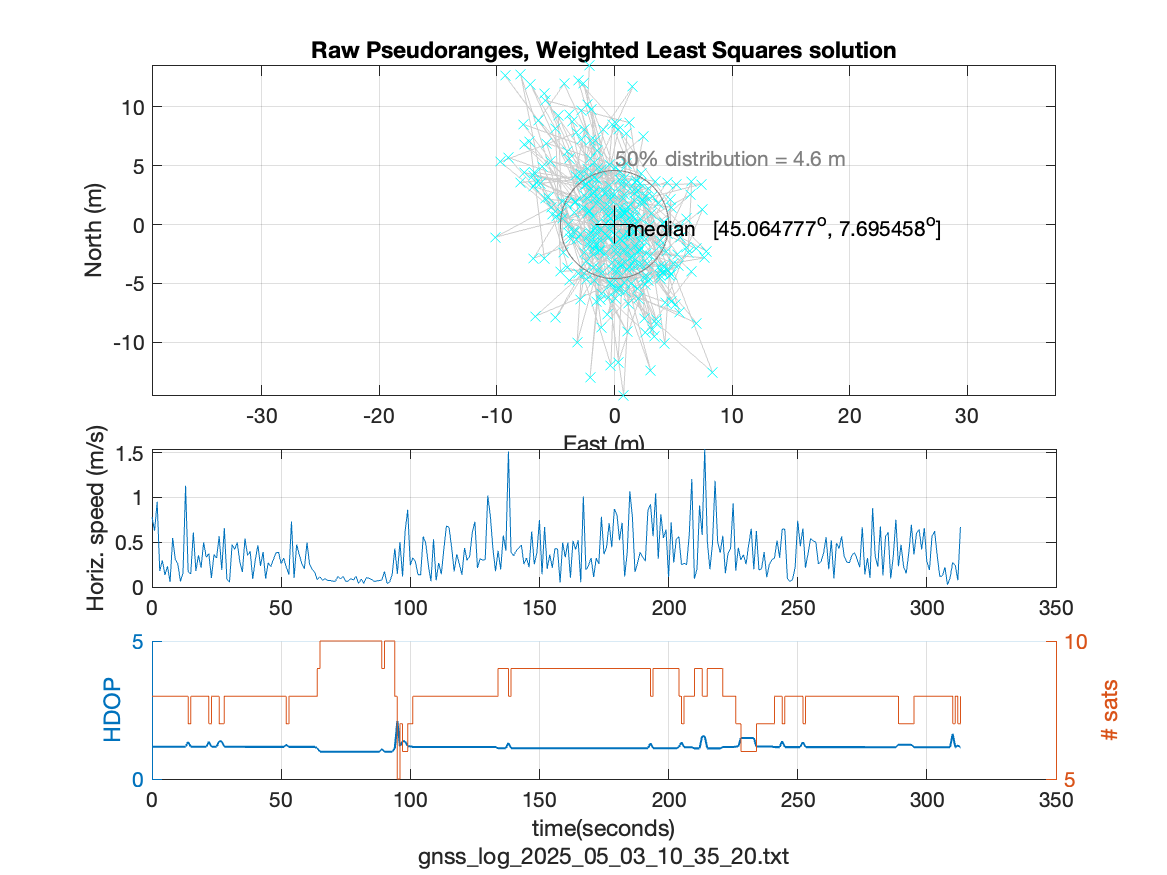 Raw Pseudoranges, Weighted Least Squares solution
10
5
0
-5
-10
North (m)
50% distribution = 4.6 m
median [45.064777o, 7.695458o]
-30 -20 -10 0 10 20 30
East (m)
1.5
1
0.5
0
Horiz. speed (m/s)
0 50 100 150 200 250 300 350
5
0
HDOP
10
5
# sats
0 50 100 150 200 250 300 350
time(seconds)
gnss_log_2025_05_03_10_35_20.txt